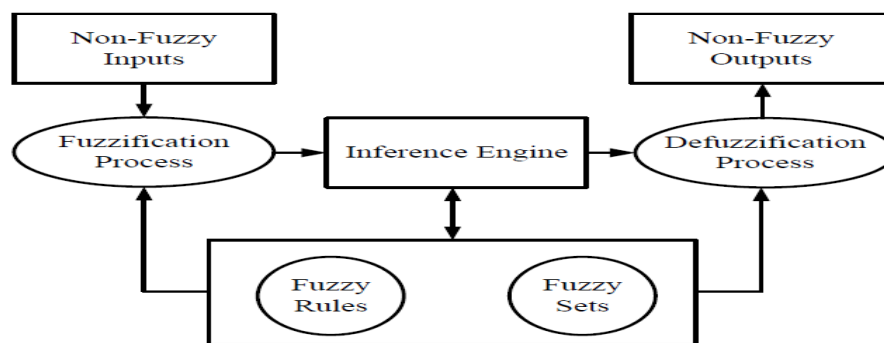 Non-Fuzzy
Inputs
Non-Fuzzy
Outputs
Fuzzification
Process
Inference Engine
Defuzzification
Process
Fuzzy
Rules
Fuzzy
Sets